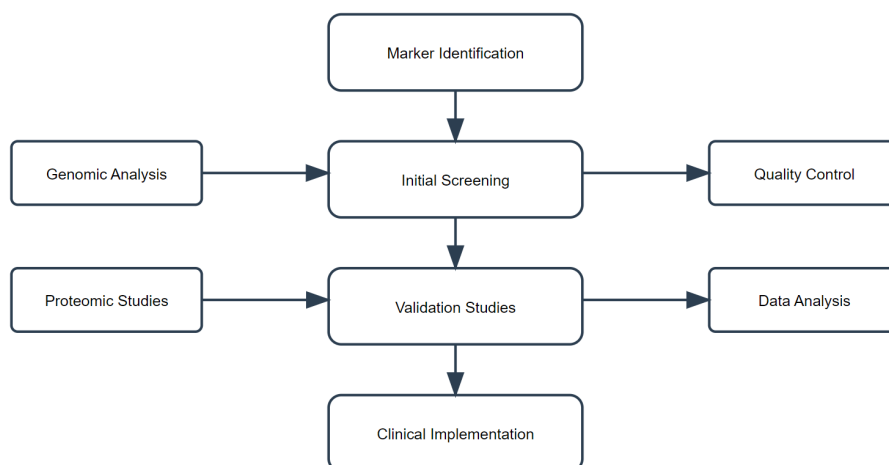 Marker Identification
Genomic Analysis
Initial Screening
Quality Control
Proteomic Studies
Validation Studies
Data Analysis
Clinical Implementation